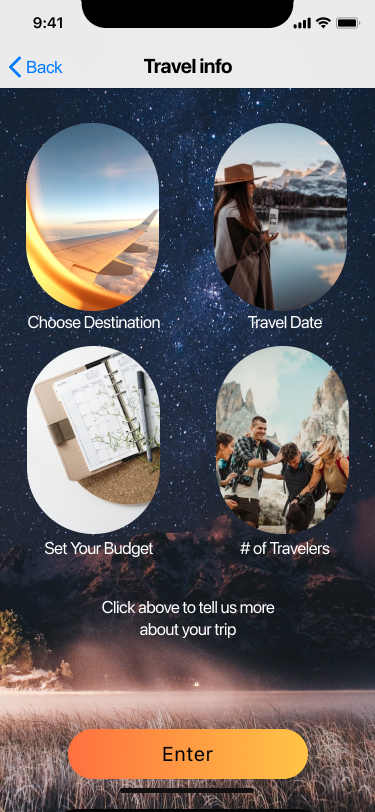 9:41
Back
Travel info
Choose Destination
Travel Date
Set Your Budget
# of Travelers
Click above to tell us more
about your trip
Enter